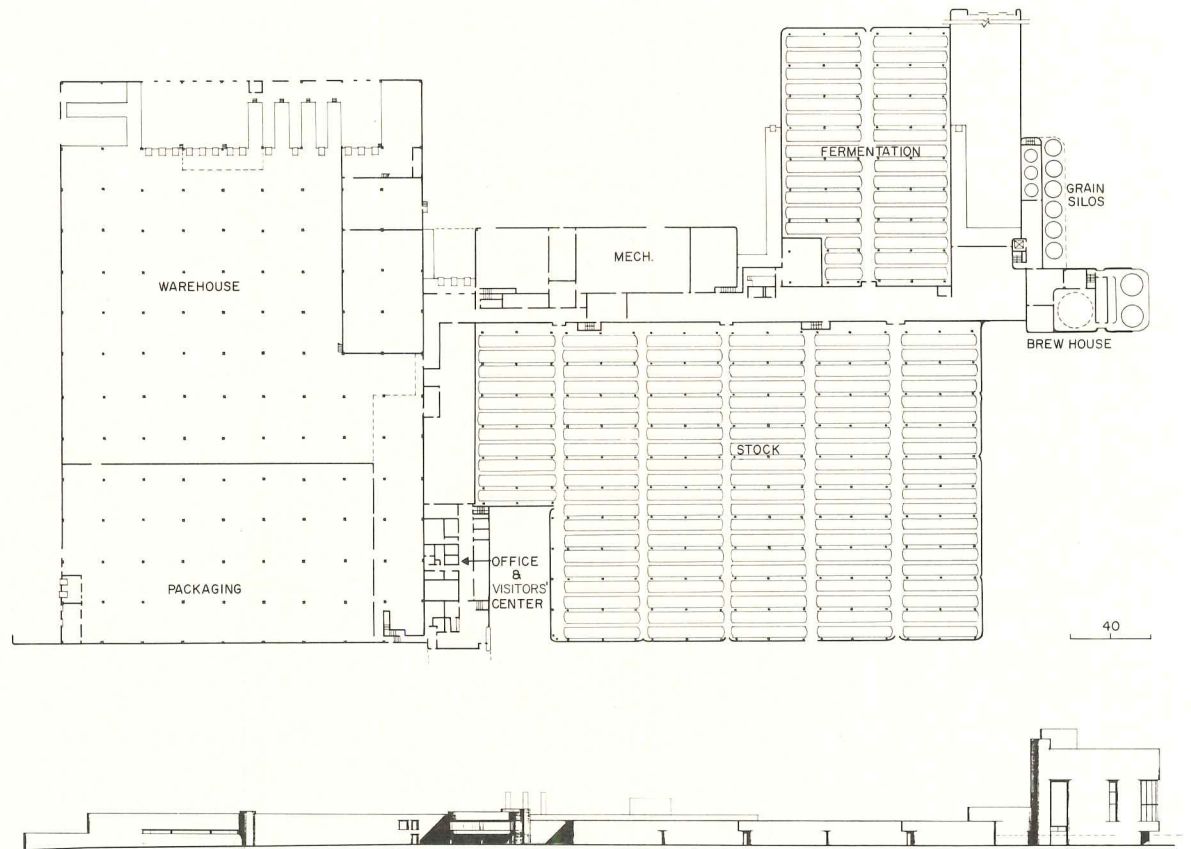 FERMENTATION
GRAIN
SILOS
MECH.
WAREHOUSE
BREW HOUSE
STOCK
OFFICE
&
VISITORS'
CENTER
PACKAGING
40